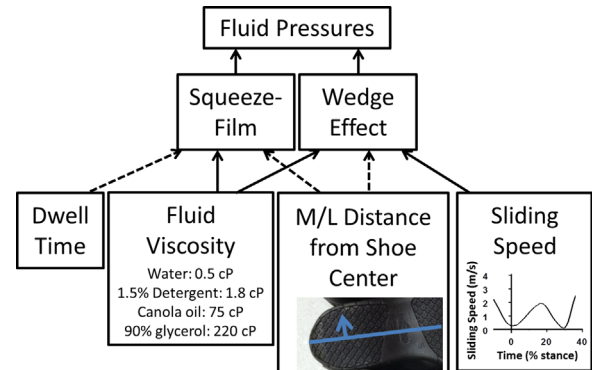 Fluid Pressures
Squeeze-
Film
Wedge
Effect
Dwell
Time
Fluid
Viscosity
Water: 0.5 cP
1.5% Detergent: 1.8 cP
Canola oil: 75 cP
90% glycerol: 220 cP
M/L Distance
from Shoe
Center
Sliding
Speed
Sliding Speed (m/s)
4
3
2
1
0
0 20 40
Time (% stance)